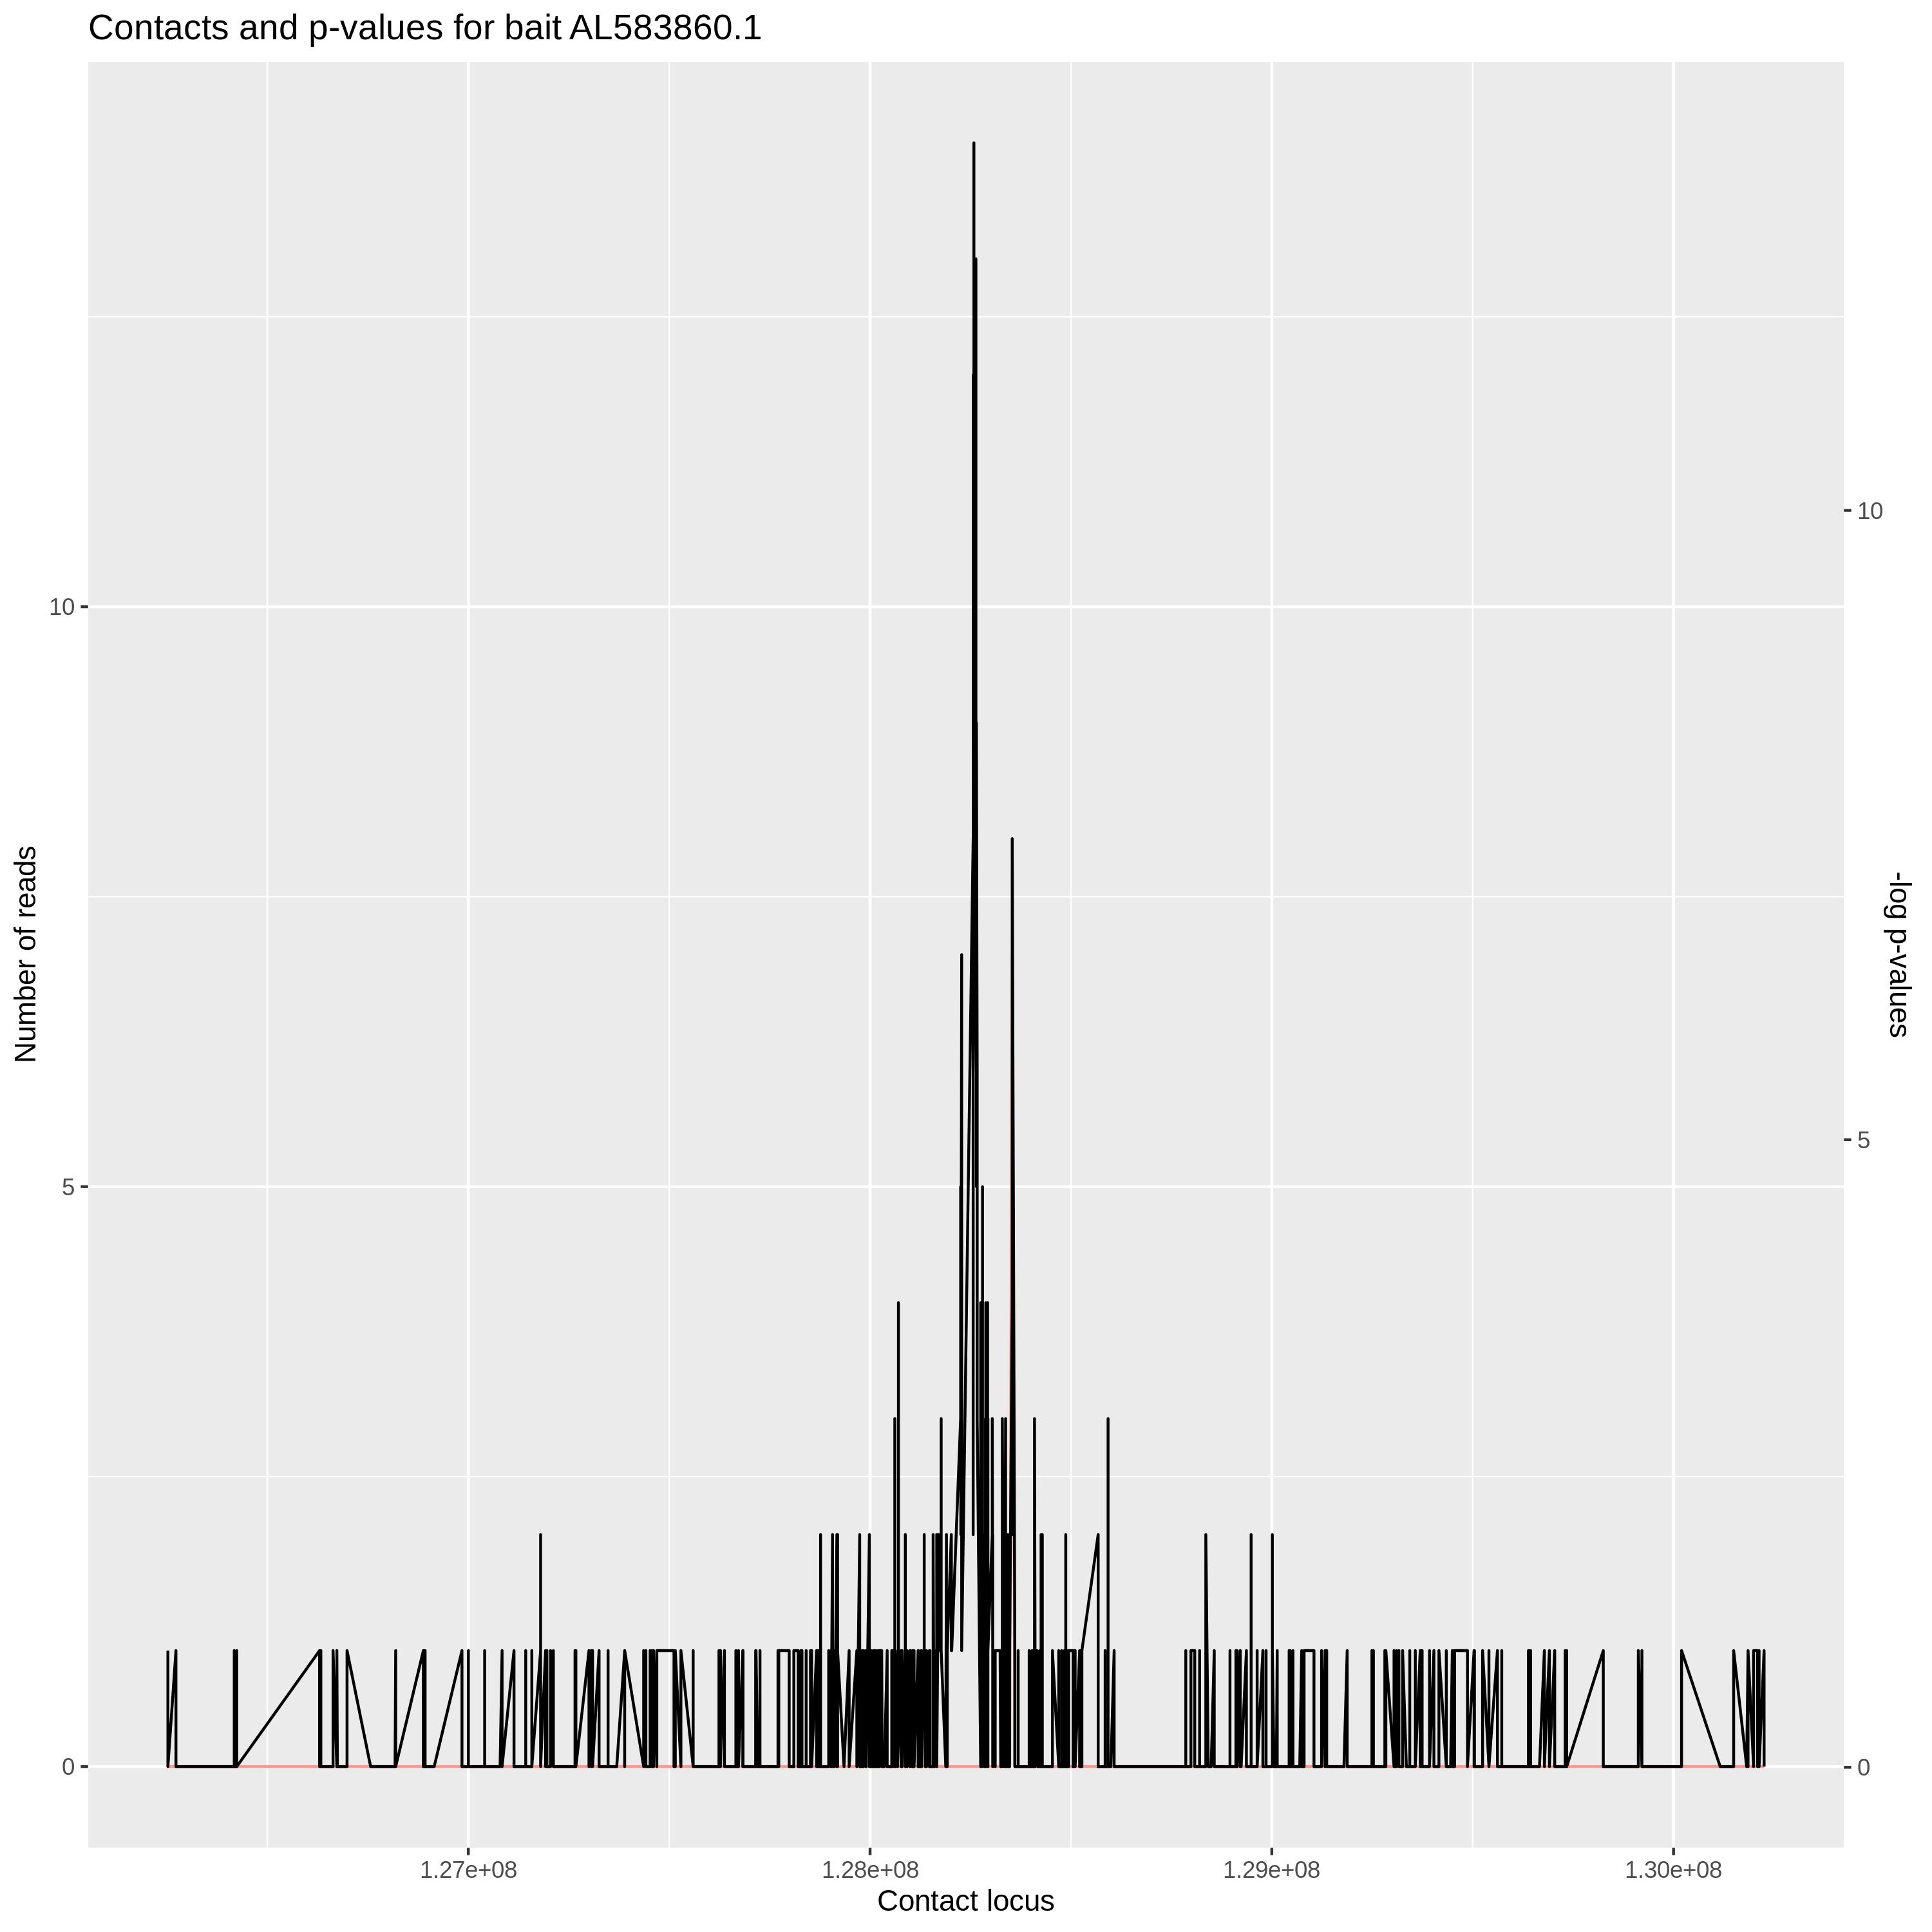 Contacts and p-values for bait AL583860.1
Number of reads
10
5
0
10
5
0
-log p-values
1.27e+08 1.28e+08 1.29e+08 1.30e+08
Contact locus